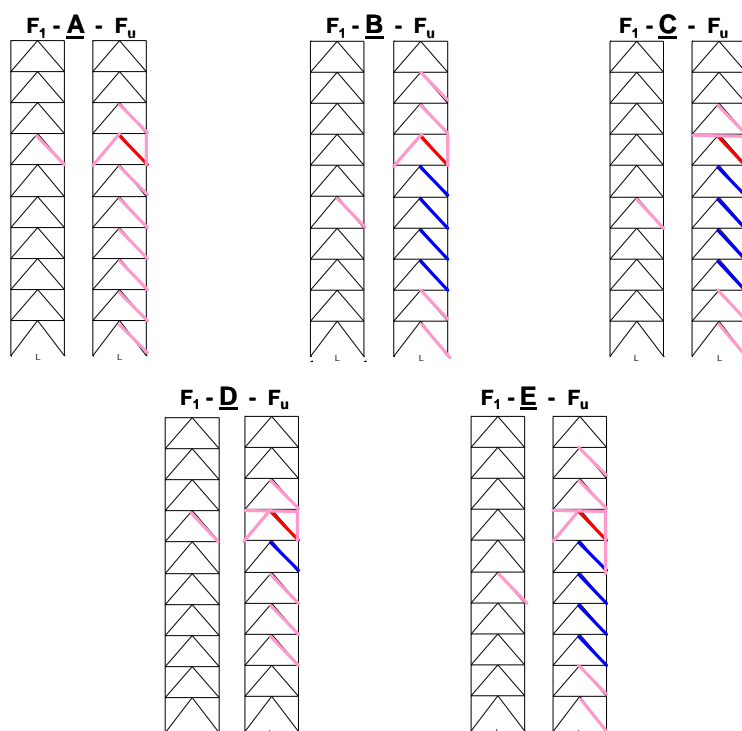 F1 - A - Fu
F1 - B - Fu
F1 - C - Fu
L L
L L
L L
F1 - D - Fu
F1 - E - Fu